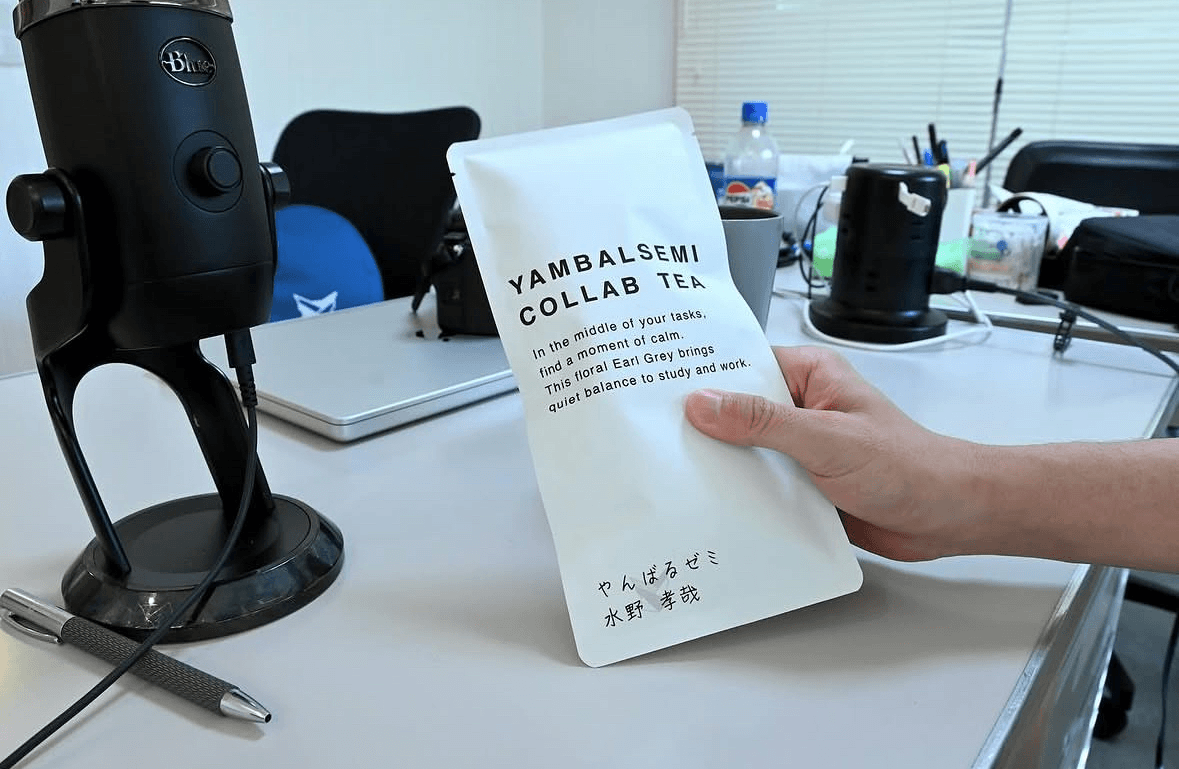 Blue
PEPSI
YAMBALSEMI
COLLAB TEA
In the middle of your tasks,
find a moment of calm.
This floral Earl Grey brings
quiet balance to study and work.
やんばるゼミ
水野 孝哉